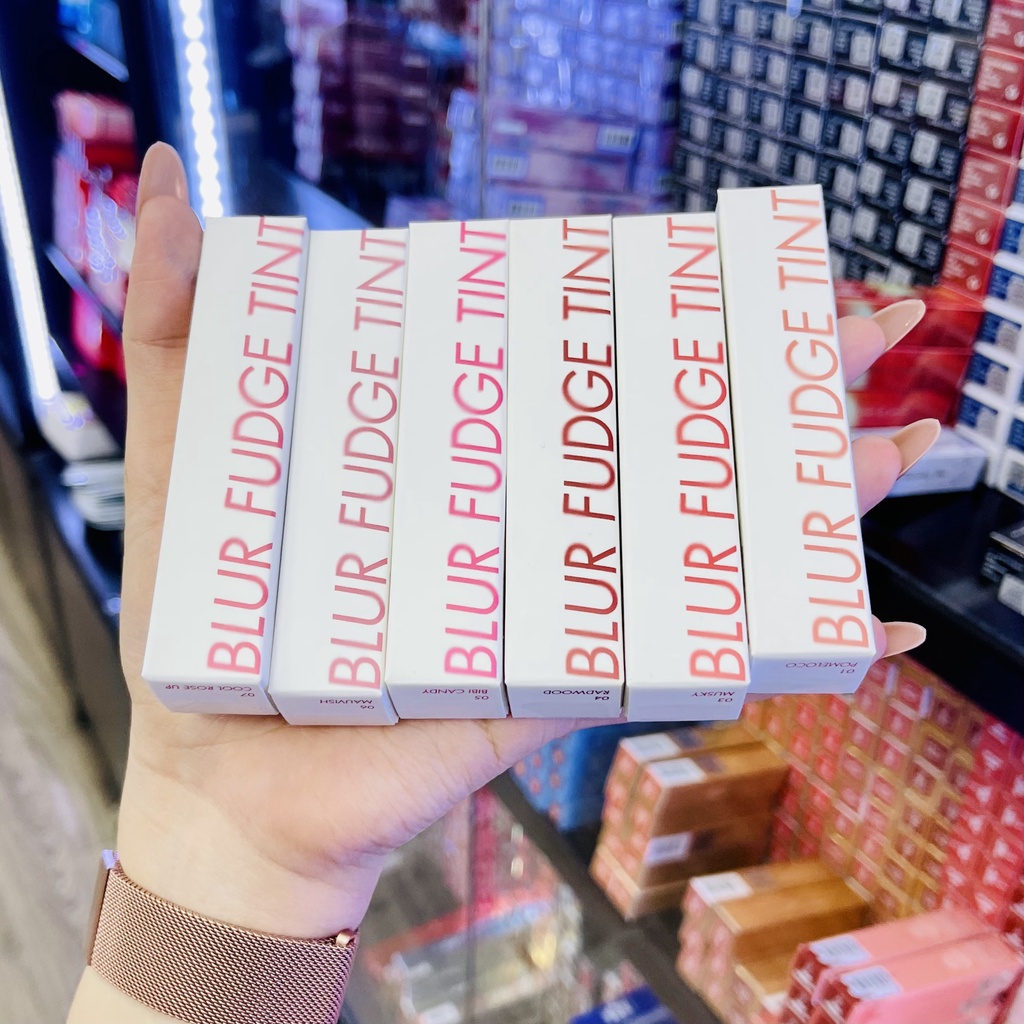 BLUR FUDGE TINT
07
COOL ROSE UP
BLUR FUDGE TINT
06
MAUVISH
BLUR FUDGE TINT
05
BIBI CANDY
BLUR FUDGE TINT
04
RADWOOD
BLUR FUDGE TINT
03
MUSKY
BLUR FUDGE TINT
01
POMELOCO